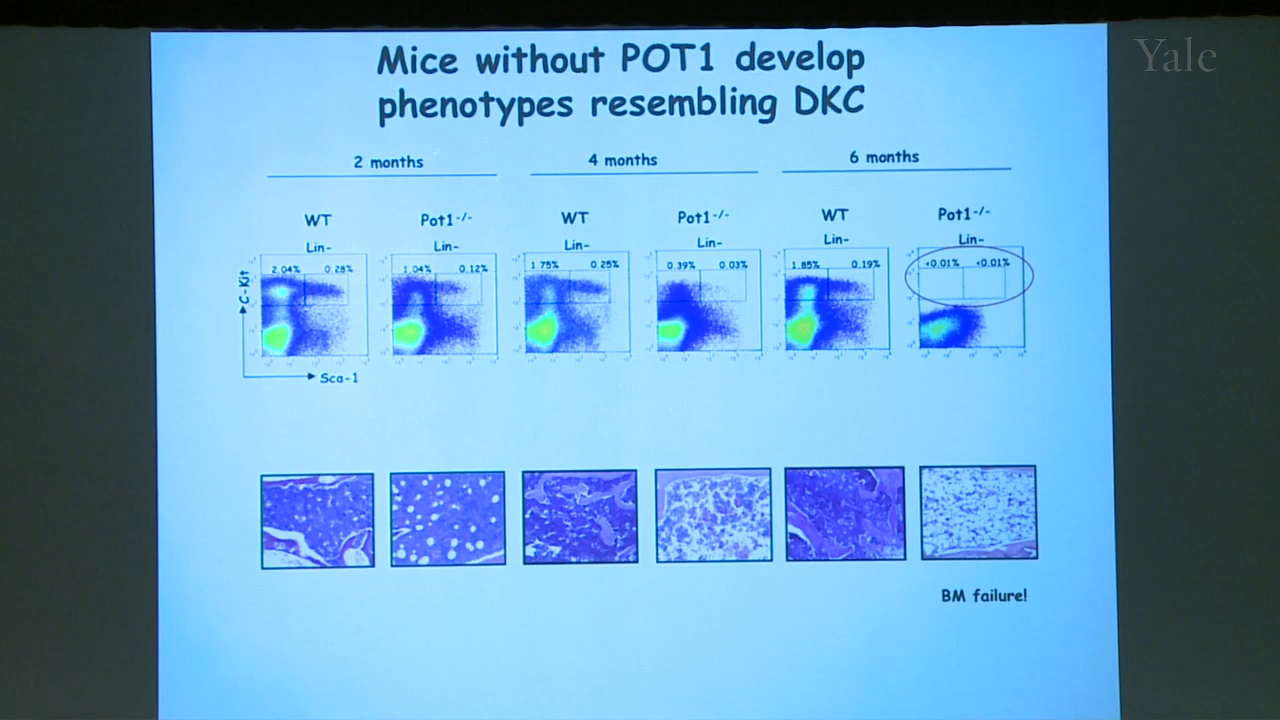 Yale
Mice without POT1 develop
phenotypes resembling DKC
2 months
4 months
6 months
WT
Pot1-/-
WT
Pot1-/-
WT
Pot1-/-
Lin-
Lin-
Lin-
Lin-
Lin-
Lin-
2.04% 0.28%
1.04% 0.12%
1.75% 0.25%
0.39% 0.03%
1.85% 0.19%
<0.01% <0.01%
C-Kit
Sca-1
BM failure!